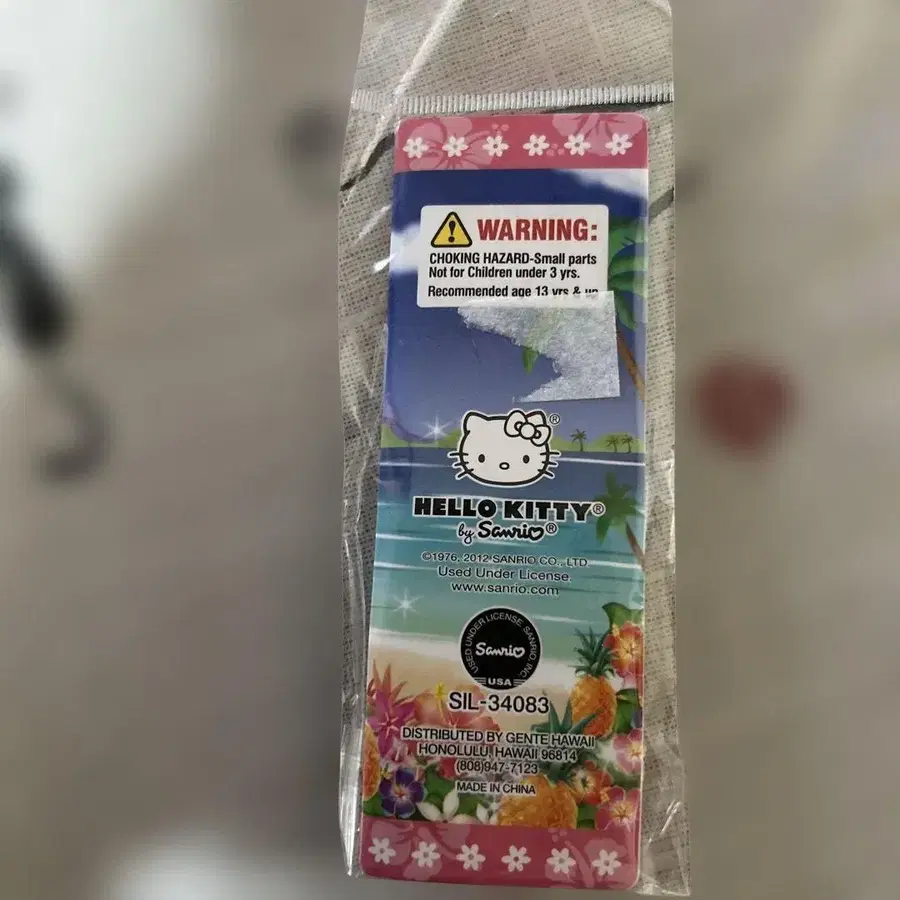 WARNING:
CHOKING HAZARD-Small parts
Not for Children under 3 yrs.
Recommended age 13 yrs & up
HELLO KITTY®
by Sanrio®
©1976, 2012 SANRIO CO., LTD.
Used Under License.
www.sanrio.com
USED UNDER LICENSE. SANRIO, INC.
Sanrio
USA
SIL-34083
DISTRIBUTED BY GENTE HAWAII
HONOLULU, HAWAII 96814
(808)947-7123
MADE IN CHINA